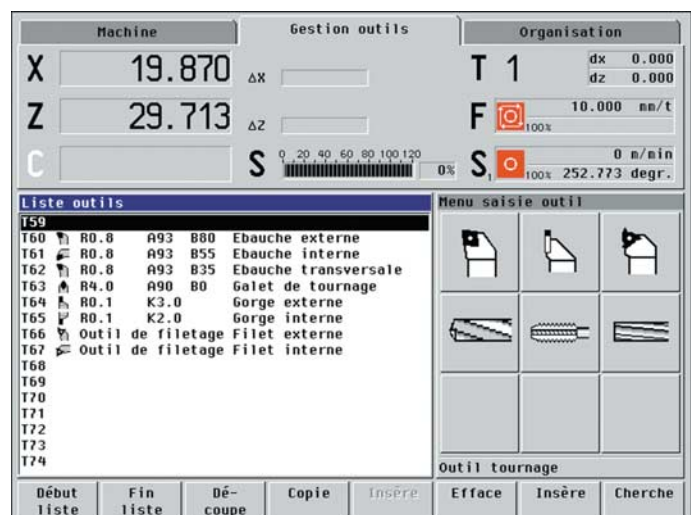 Machine
Gestion outils
Organisation
X 19.870 ΔX
T 1 dx 0.000
dz 0.000
Z 29.713 ΔZ
F 100% 10.000 mm/t
C
S 0 20 40 60 80 100 120 0%
S1 100% 0 m/min
252.773 degr.
Liste outils
T59
T60 R0.8 A93 B80 Ebauche externe
T61 R0.8 A93 B55 Ebauche interne
T62 R0.8 A93 B35 Ebauche transversale
T63 R4.0 A90 B0 Galet de tournage
T64 R0.1 K3.0 Gorge externe
T65 R0.1 K2.0 Gorge interne
T66 Outil de filetage Filet externe
T67 Outil de filetage Filet interne
T68
T69
T70
T71
T72
T73
T74
Menu saisie outil
Outil tournage
Début liste
Fin liste
Dé-
coupe
Copie
Insère
Efface
Insère
Cherche